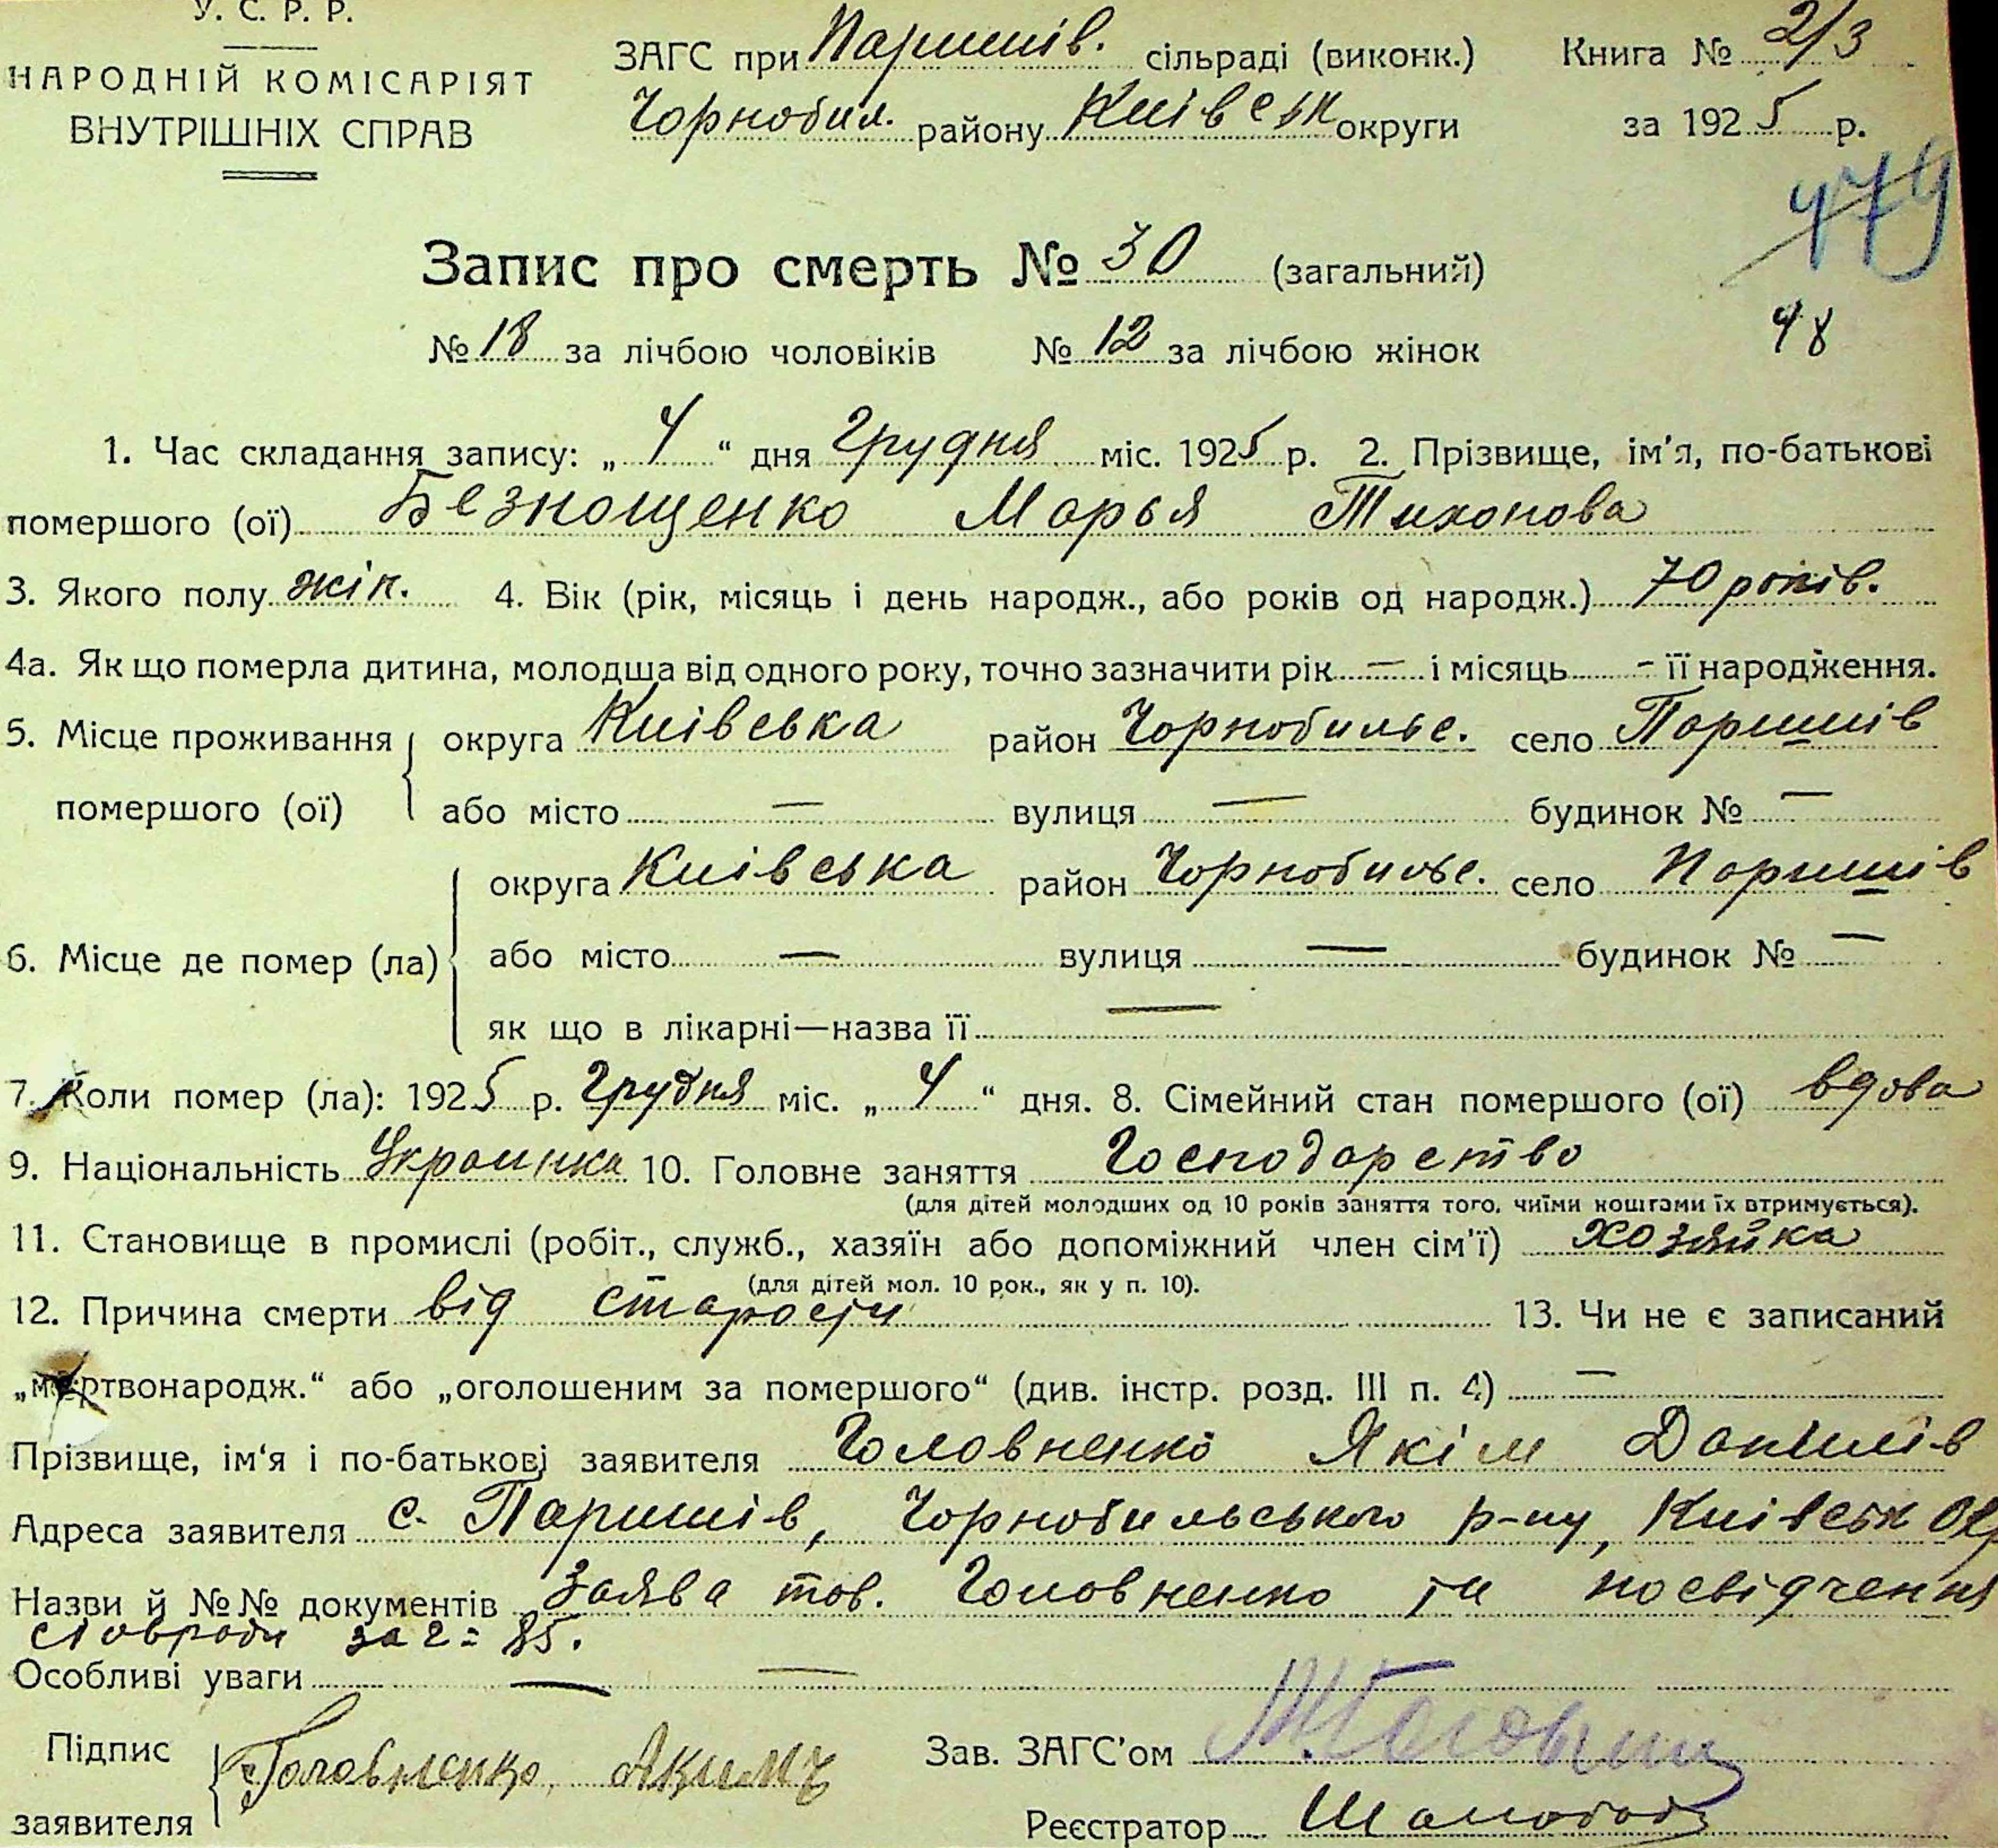 У. С. Р. Р.
НАРОДНІЙ КОМІСАРІЯТ
ВНУТРІШНІХ СПРАВ
ЗАГС при Паришів. сільраді (виконк.)
Чорнобил. району Киівськ округи
Книга № 2/3
за 1925 р.
479
48
Запис про смерть № 30 (загальний)
№ 18 за лічбою чоловіків № 12 за лічбою жінок
1. Час складання запису: „4“ дня Грудня міс. 1925 р. 2. Прізвище, ім'я, по-батькові
помершого (ої) Безнощенко Марья Тихонова
3. Якого полу жін. 4. Вік (рік, місяць і день народж., або років од народж.) 70 років.
4а. Як що померла дитина, молодша від одного року, точно зазначити рік — і місяць - її народження.
5. Місце проживання помершого (ої) округа Киівська район Чорнобильс. село Паришів
або місто — вулиця — будинок № —
6. Місце де помер (ла) округа Киівська район Чорнобильс. село Паришів
або місто — вулиця — будинок № —
як що в лікарні—назва її —
7. Коли помер (ла): 1925 р. Грудня міс. „4“ дня. 8. Сімейний стан помершого (ої) вдова
9. Національність Украинка 10. Головне заняття Господарство
(для дітей молодших од 10 років заняття того, чиїми коштами їх втримується).
11. Становище в промислі (робіт., служб., хазяїн або допоміжний член сім'ї) хозяйка
(для дітей мол. 10 рок., як у п. 10).
12. Причина смерти від старости 13. Чи не є записаний
„мертвонародж.“ або „оголошеним за помершого“ (див. інстр. розд. III п. 4) —
Прізвище, ім'я і по-батькові заявителя Головненко Якім Данилів
Адреса заявителя с. Паришів, Чорнобильського р-ну, Киівськ Окр
Назви й №№ документів Заява тов. Головненко та посвідчення
за 85.
Особливі уваги — —
Підпис заявителя Головненко Акимъ
Зав. ЗАГС'ом
Реєстратор